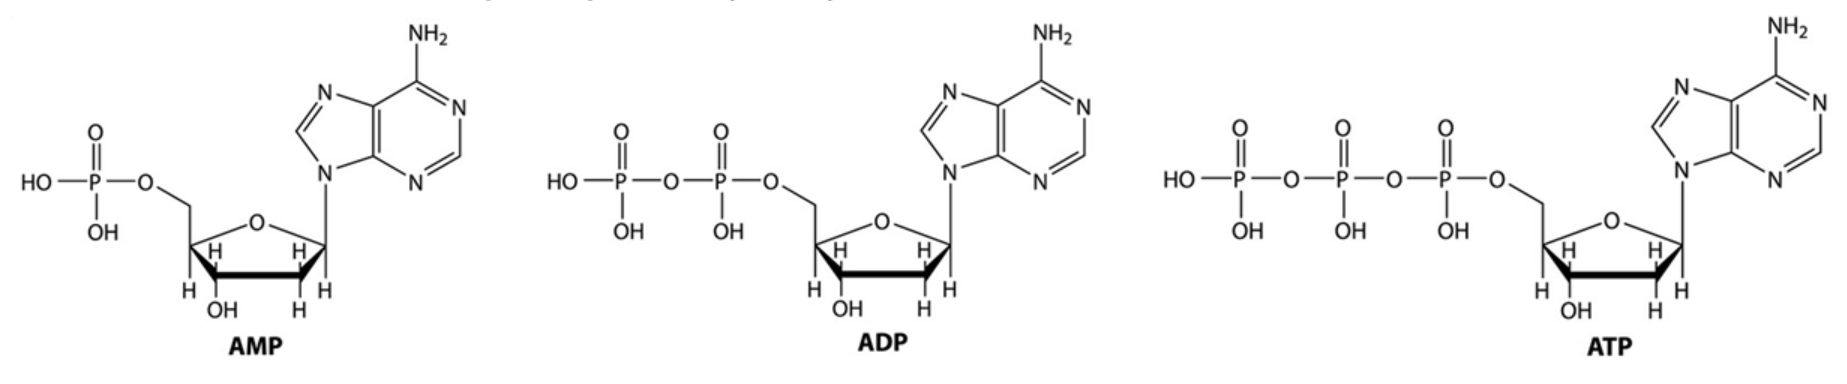 NH₂ NH₂ NH₂
N N N N N N
O O O O O O
N N N N N N
HO P O HO P O P O HO P O P O P O
OH O OH OH O OH OH OH O
H H H H H H
H H H H H H
OH H OH H OH H
AMP ADP ATP